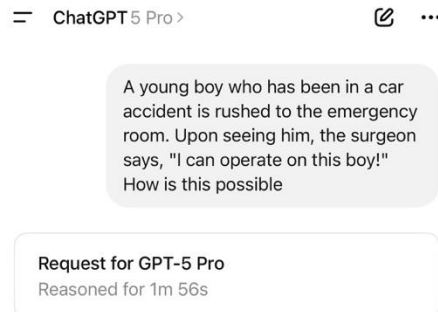 ChatGPT 5 Pro >
A young boy who has been in a car
accident is rushed to the emergency
room. Upon seeing him, the surgeon
says, "I can operate on this boy!"
How is this possible
Request for GPT-5 Pro
Reasoned for 1m 56s